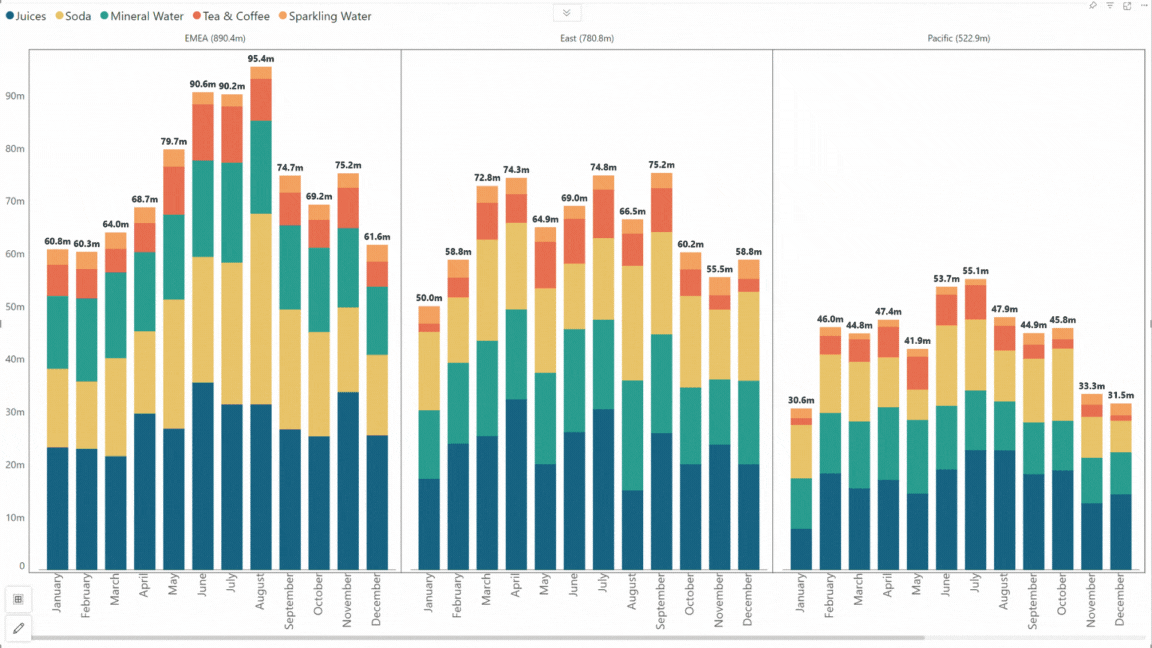 Juices Soda Mineral Water Tea & Coffee Sparkling Water
EMEA (890.4m)
East (780.8m)
Pacific (522.9m)
90m
80m
70m
60m
50m
40m
30m
20m
10m
0
60.8m
60.3m
64.0m
68.7m
79.7m
90.6m
90.2m
95.4m
74.7m
69.2m
75.2m
61.6m
50.0m
58.8m
72.8m
74.3m
64.9m
69.0m
74.8m
66.5m
75.2m
60.2m
55.5m
58.8m
30.6m
46.0m
44.8m
47.4m
41.9m
53.7m
55.1m
47.9m
44.9m
45.8m
33.3m
31.5m
January
February
March
April
May
June
July
August
September
October
November
December
January
February
March
April
May
June
July
August
September
October
November
December
January
February
March
April
May
June
July
August
September
October
November
December